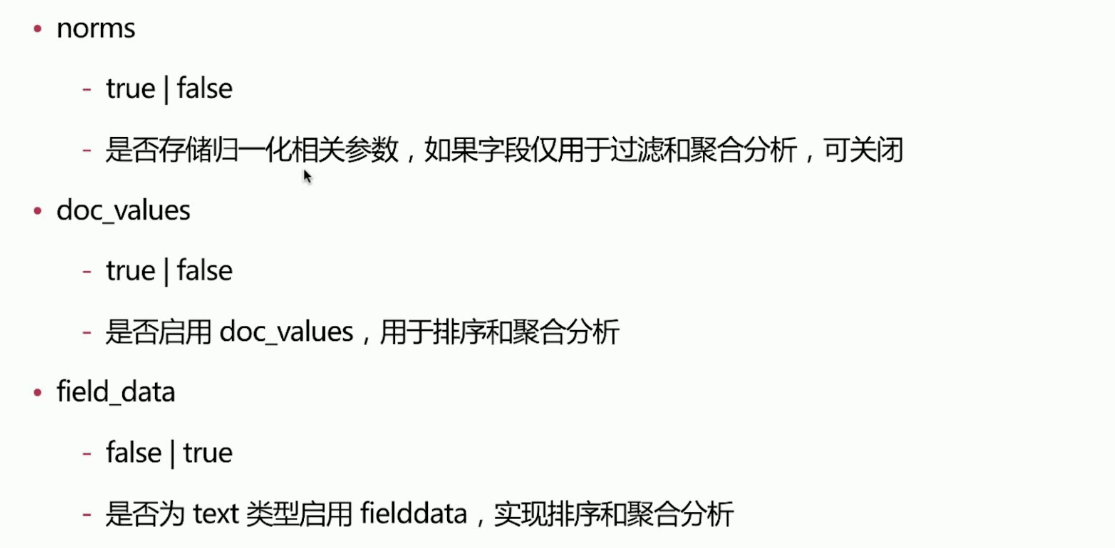 • norms
- true | false
- 是否存储归一化相关参数，如果字段仅用于过滤和聚合分析，可关闭
• doc_values
- true | false
- 是否启用 doc_values，用于排序和聚合分析
• field_data
- false | true
- 是否为 text 类型启用 fielddata，实现排序和聚合分析